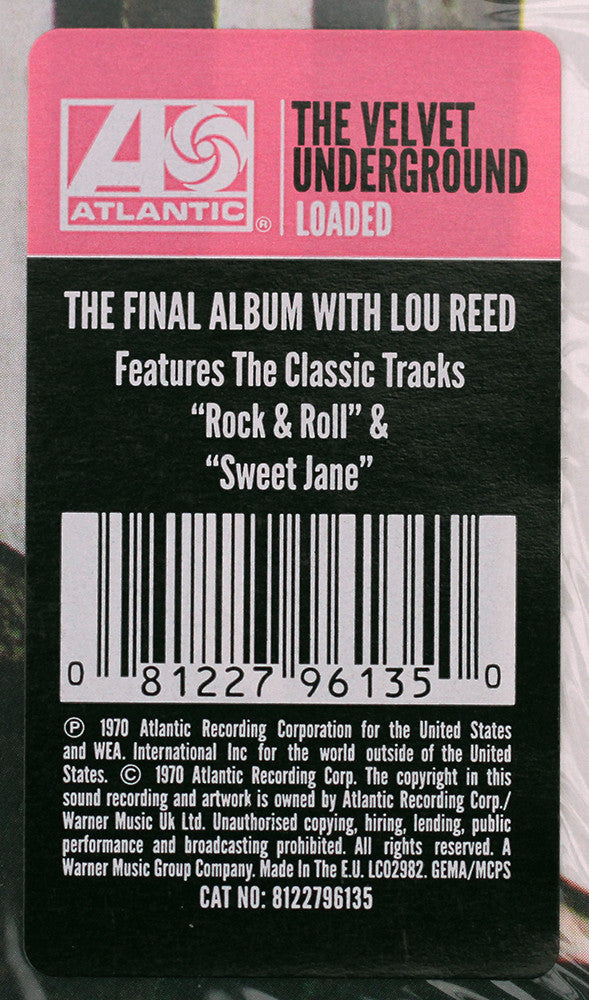 ATLANTIC®
THE VELVET
UNDERGROUND
LOADED
THE FINAL ALBUM WITH LOU REED
Features The Classic Tracks
“Rock & Roll” &
“Sweet Jane”
0 81227 96135 0
℗ 1970 Atlantic Recording Corporation for the United States
and WEA. International Inc for the world outside of the United
States. © 1970 Atlantic Recording Corp. The copyright in this
sound recording and artwork is owned by Atlantic Recording Corp./
Warner Music Uk Ltd. Unauthorised copying, hiring, lending, public
performance and broadcasting prohibited. All rights reserved. A
Warner Music Group Company. Made In The E.U. LC02982. GEMA/MCPS
CAT NO: 8122796135